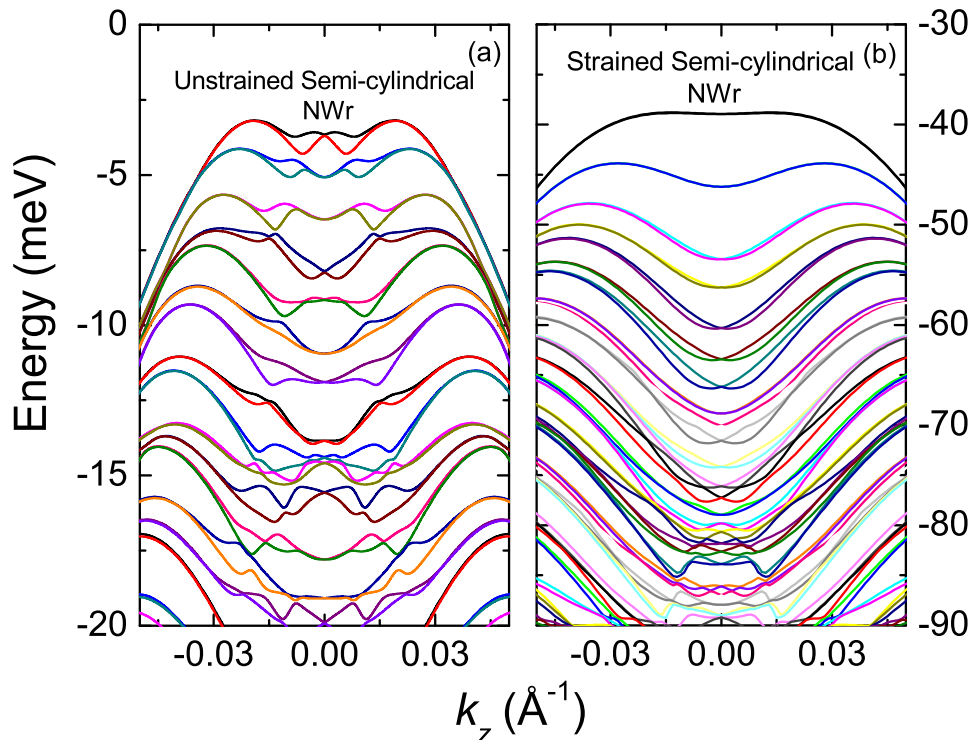 0
-5
-10
-15
-20
Energy (meV)
(a)
Unstrained Semi-cylindrical
NWr
-0.03
0.00
0.03
(b)
Strained Semi-cylindrical
NWr
-30
-40
-50
-60
-70
-80
-90
-0.03
0.00
0.03
k_z (Å⁻¹)